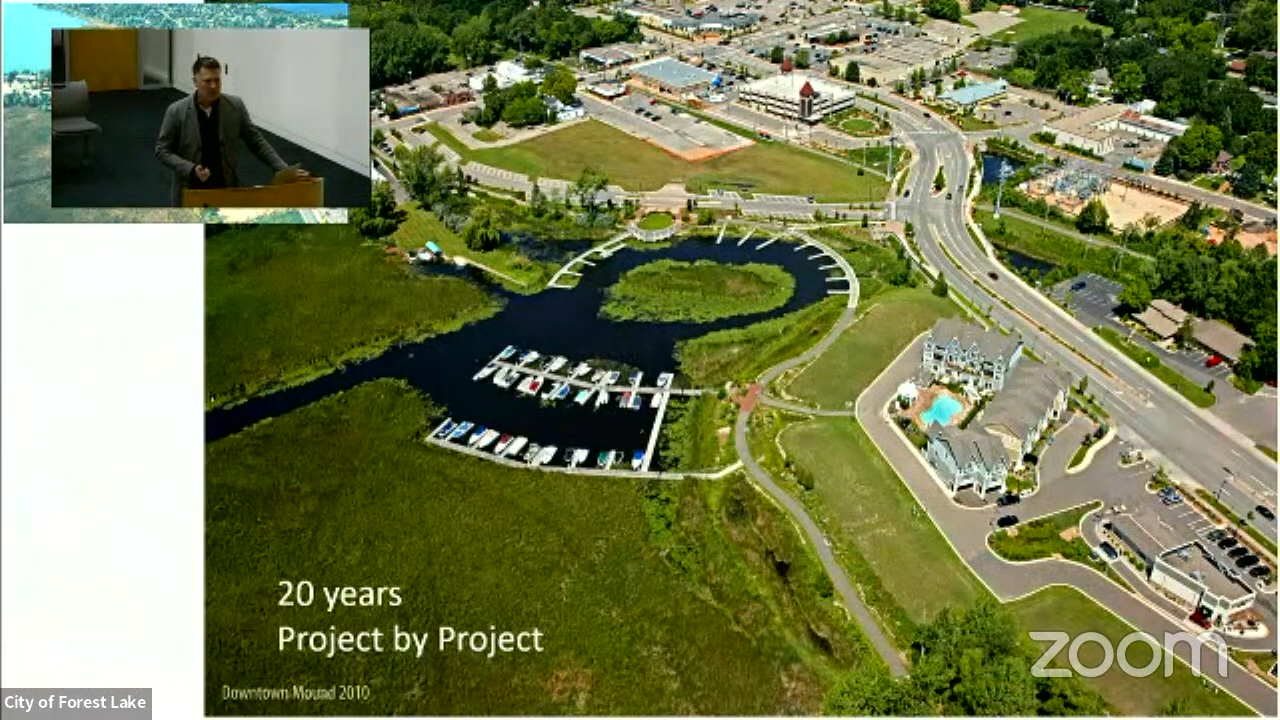 20 years
Project by Project
Downtown Mound 2010
zoom
City of Forest Lake